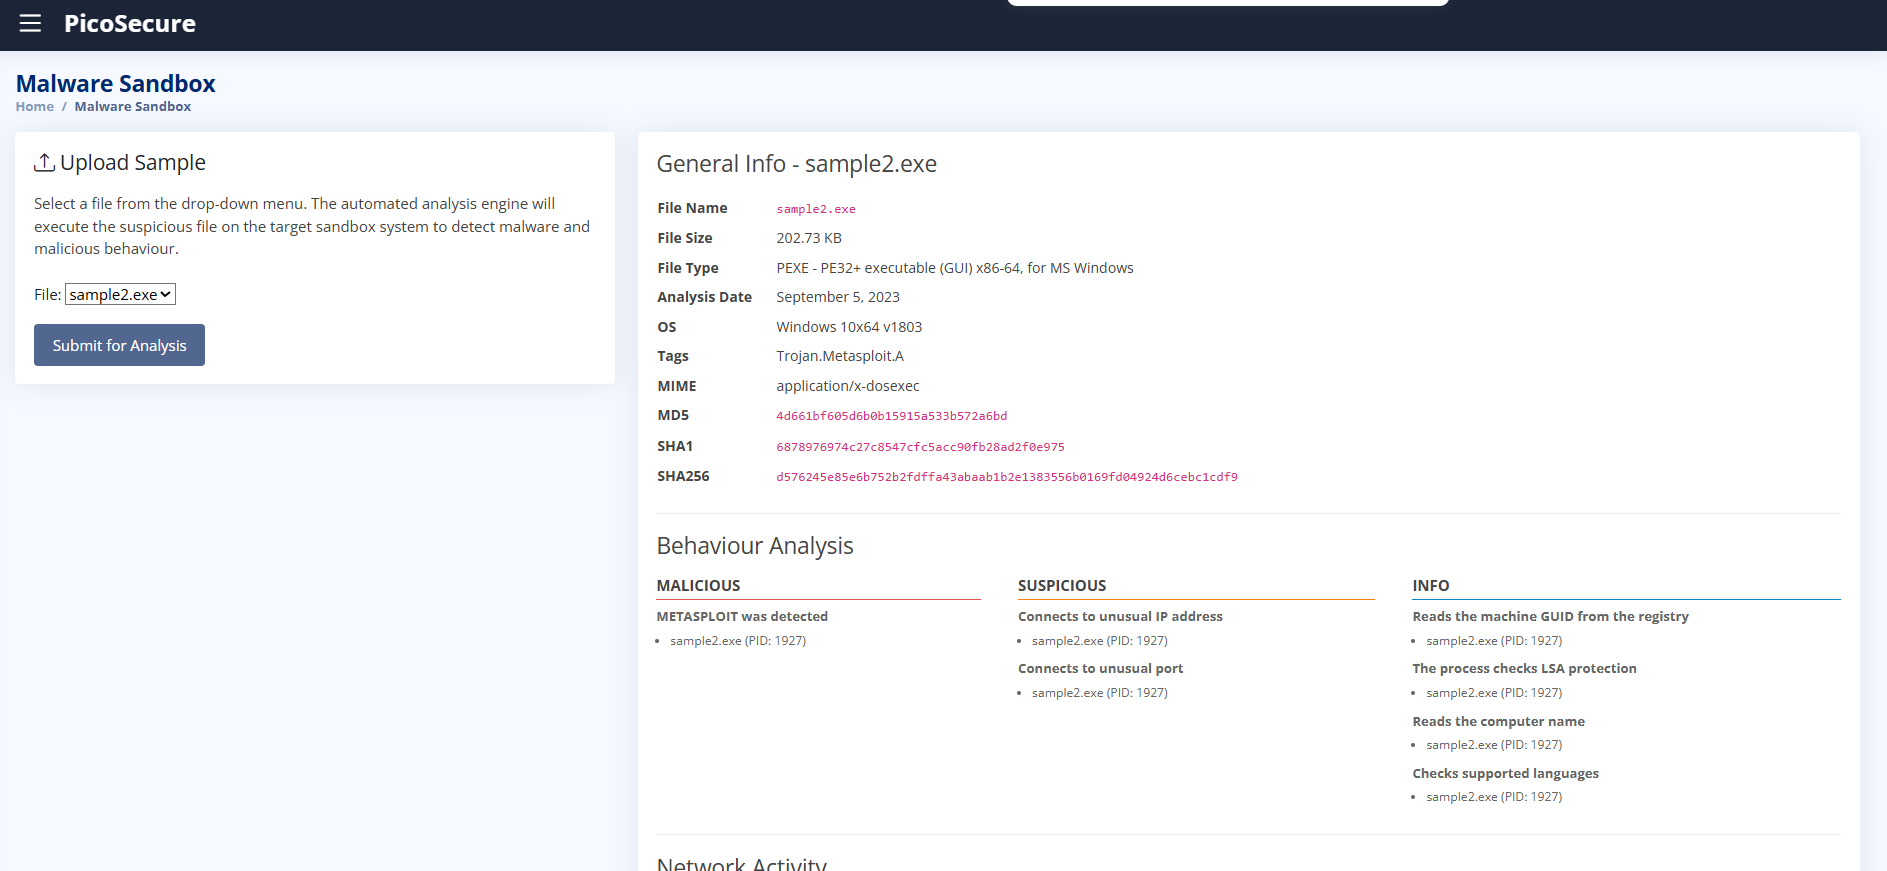 PicoSecure
Malware Sandbox
Home / Malware Sandbox
Upload Sample
Select a file from the drop-down menu. The automated analysis engine will
execute the suspicious file on the target sandbox system to detect malware and
malicious behaviour.
File: sample2.exe
Submit for Analysis
General Info - sample2.exe
File Name sample2.exe
File Size 202.73 KB
File Type PEXE - PE32+ executable (GUI) x86-64, for MS Windows
Analysis Date September 5, 2023
OS Windows 10x64 v1803
Tags Trojan.Metasploit.A
MIME application/x-dosexec
MD5 4d661bf605d6b0b15915a533b572a6bd
SHA1 6878976974c27c8547cfc5acc90fb28ad2f0e975
SHA256 d576245e85e6b752b2fdffa43abaab1b2e1383556b0169fd04924d6cebc1cdf9
Behaviour Analysis
MALICIOUS
METASPLOIT was detected
• sample2.exe (PID: 1927)
SUSPICIOUS
Connects to unusual IP address
• sample2.exe (PID: 1927)
Connects to unusual port
• sample2.exe (PID: 1927)
INFO
Reads the machine GUID from the registry
• sample2.exe (PID: 1927)
The process checks LSA protection
• sample2.exe (PID: 1927)
Reads the computer name
• sample2.exe (PID: 1927)
Checks supported languages
• sample2.exe (PID: 1927)
Network Activity